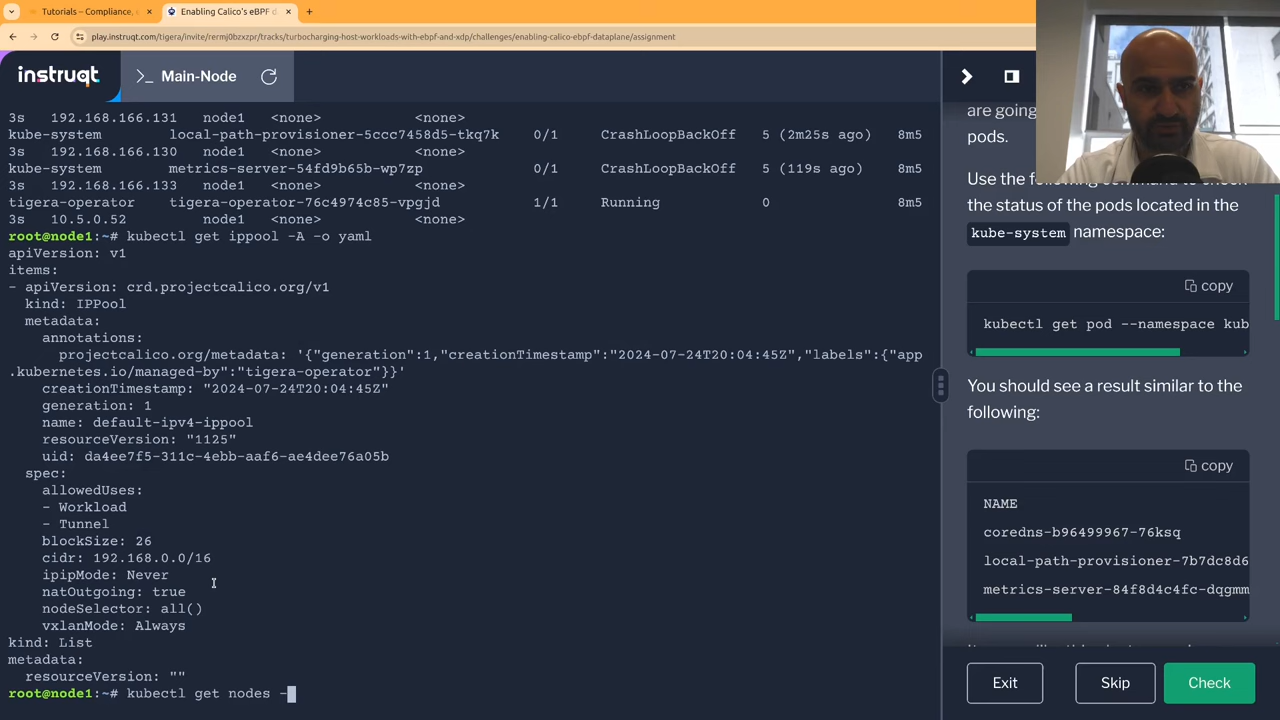 Tutorials – Compliance,
Enabling Calico's eBPF d
play.instruqt.com/tigera/invite/rermj0bzxzpr/tracks/turbocharging-host-workloads-with-ebpf-and-xdp/challenges/enabling-calico-ebpf-dataplane/assignment
instruqt
>_ Main-Node
3s 192.168.166.131 node1 <none> <none>
kube-system local-path-provisioner-5ccc7458d5-tkq7k 0/1 CrashLoopBackOff 5 (2m25s ago) 8m5
3s 192.168.166.130 node1 <none> <none>
kube-system metrics-server-54fd9b65b-wp7zp 0/1 CrashLoopBackOff 5 (119s ago) 8m5
3s 192.168.166.133 node1 <none> <none>
tigera-operator tigera-operator-76c4974c85-vpgjd 1/1 Running 0 8m5
3s 10.5.0.52 node1 <none> <none>
root@node1:~# kubectl get ippool -A -o yaml
apiVersion: v1
items:
- apiVersion: crd.projectcalico.org/v1
kind: IPPool
metadata:
annotations:
projectcalico.org/metadata: '{"generation":1,"creationTimestamp":"2024-07-24T20:04:45Z","labels":{"app
.kubernetes.io/managed-by":"tigera-operator"}}'
creationTimestamp: "2024-07-24T20:04:45Z"
generation: 1
name: default-ipv4-ippool
resourceVersion: "1125"
uid: da4ee7f5-311c-4ebb-aaf6-ae4dee76a05b
spec:
allowedUses:
- Workload
- Tunnel
blockSize: 26
cidr: 192.168.0.0/16
ipipMode: Never
natOutgoing: true
nodeSelector: all()
vxlanMode: Always
kind: List
metadata:
resourceVersion: ""
root@node1:~# kubectl get nodes -
are going
pods.
Use the following command to check
the status of the pods located in the
kube-system namespace:
copy
kubectl get pod --namespace kub
You should see a result similar to the
following:
copy
NAME
coredns-b96499967-76ksq
local-path-provisioner-7b7dc8d6
metrics-server-84f8d4c4fc-dqgmm
Exit
Skip
Check